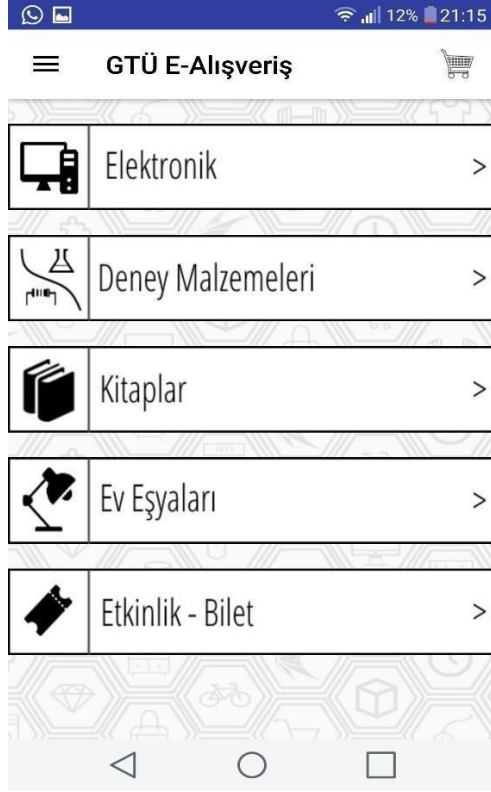 12% 21:15
GTÜ E-Alışveriş
Elektronik >
Deney Malzemeleri >
Kitaplar >
Ev Eşyaları >
Etkinlik - Bilet >